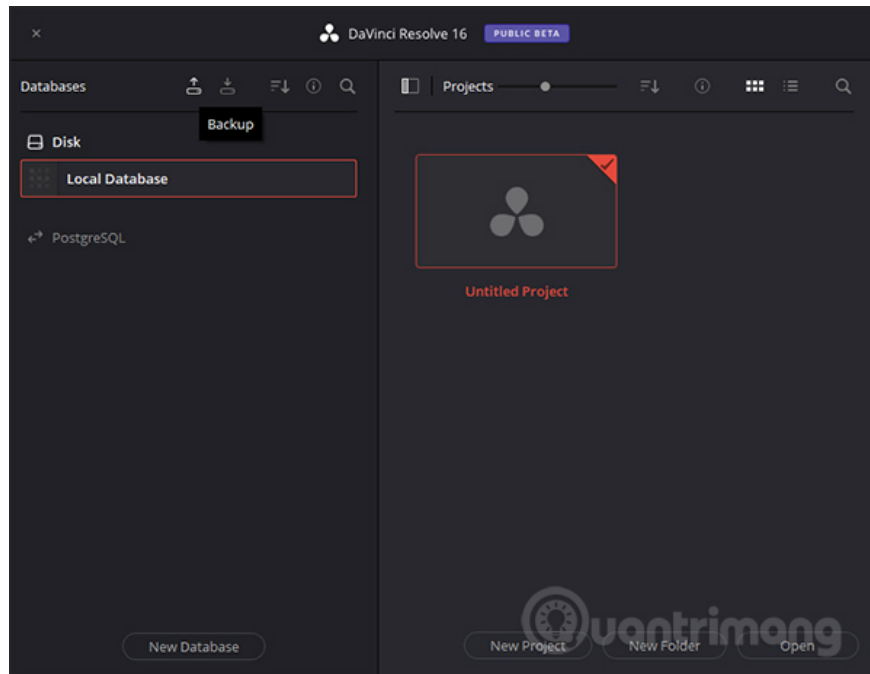 DaVinci Resolve 16 PUBLIC BETA
Databases
Projects
Backup
Disk
Local Database
PostgreSQL
Untitled Project
Quantrimang
New Database
New Project
New Folder
Open